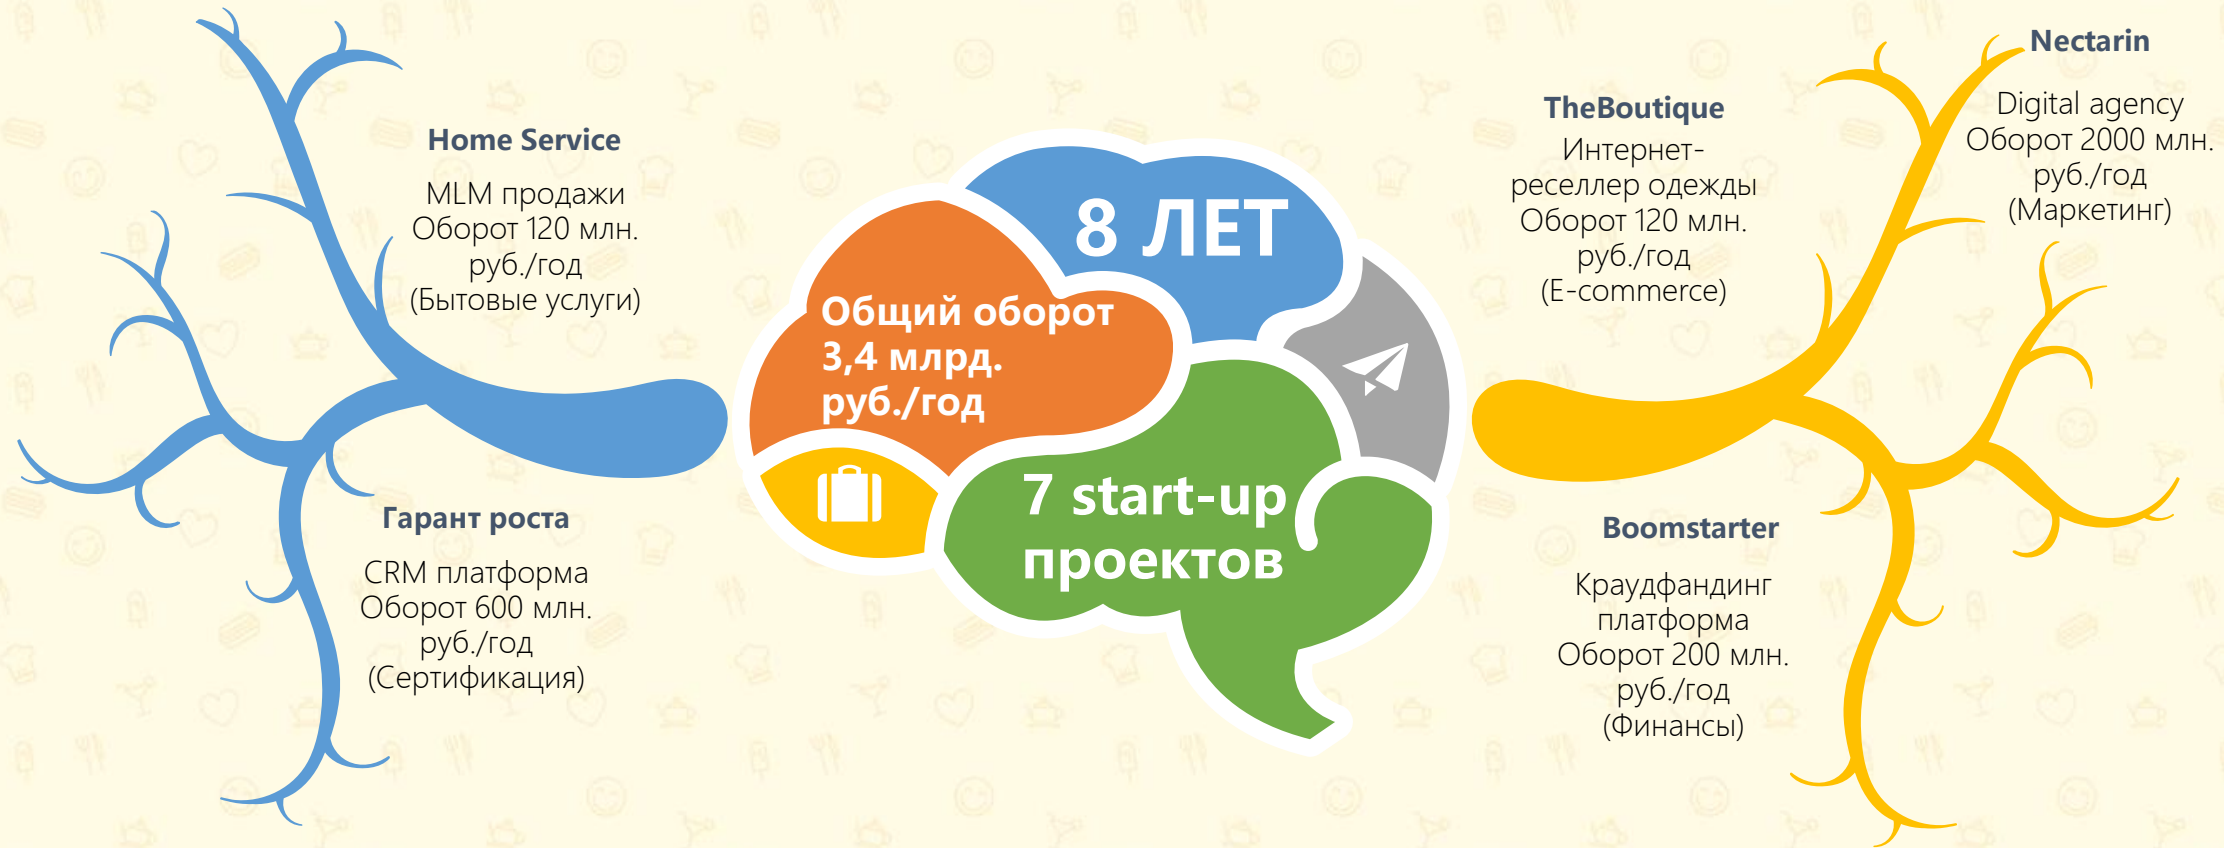 Home Service
MLM продажи
Оборот 120 млн.
руб./год
(Бытовые услуги)
Гарант роста
CRM платформа
Оборот 600 млн.
руб./год
(Сертификация)
8 ЛЕТ
Общий оборот
3,4 млрд.
руб./год
7 start-up
проектов
TheBoutique
Интернет-
реселлер одежды
Оборот 120 млн.
руб./год
(E-commerce)
Nectarin
Digital agency
Оборот 2000 млн.
руб./год
(Маркетинг)
Boomstarter
Краудфандинг
платформа
Оборот 200 млн.
руб./год
(Финансы)